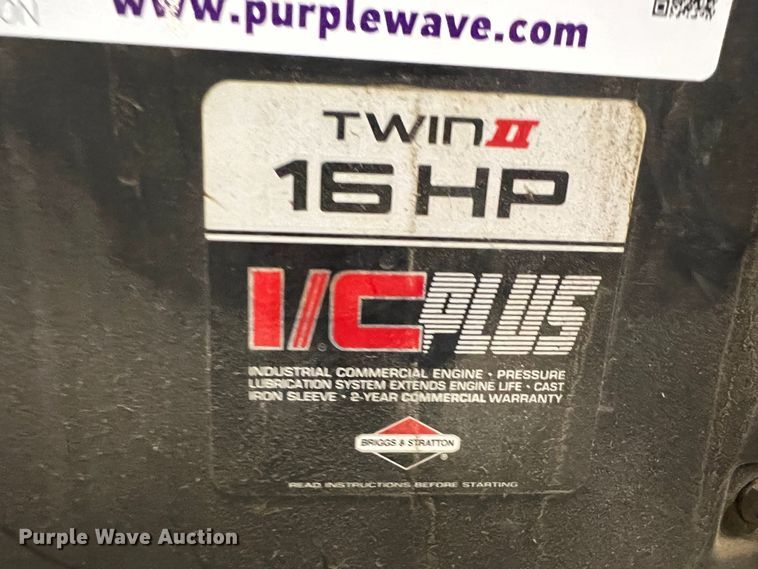 ON
www.purplewave.com
TWIN II
16 HP
I/C PLUS
INDUSTRIAL COMMERCIAL ENGINE · PRESSURE
LUBRICATION SYSTEM EXTENDS ENGINE LIFE · CAST
IRON SLEEVE · 2-YEAR COMMERCIAL WARRANTY
BRIGGS & STRATTON
®
READ INSTRUCTIONS BEFORE STARTING
Purple Wave Auction